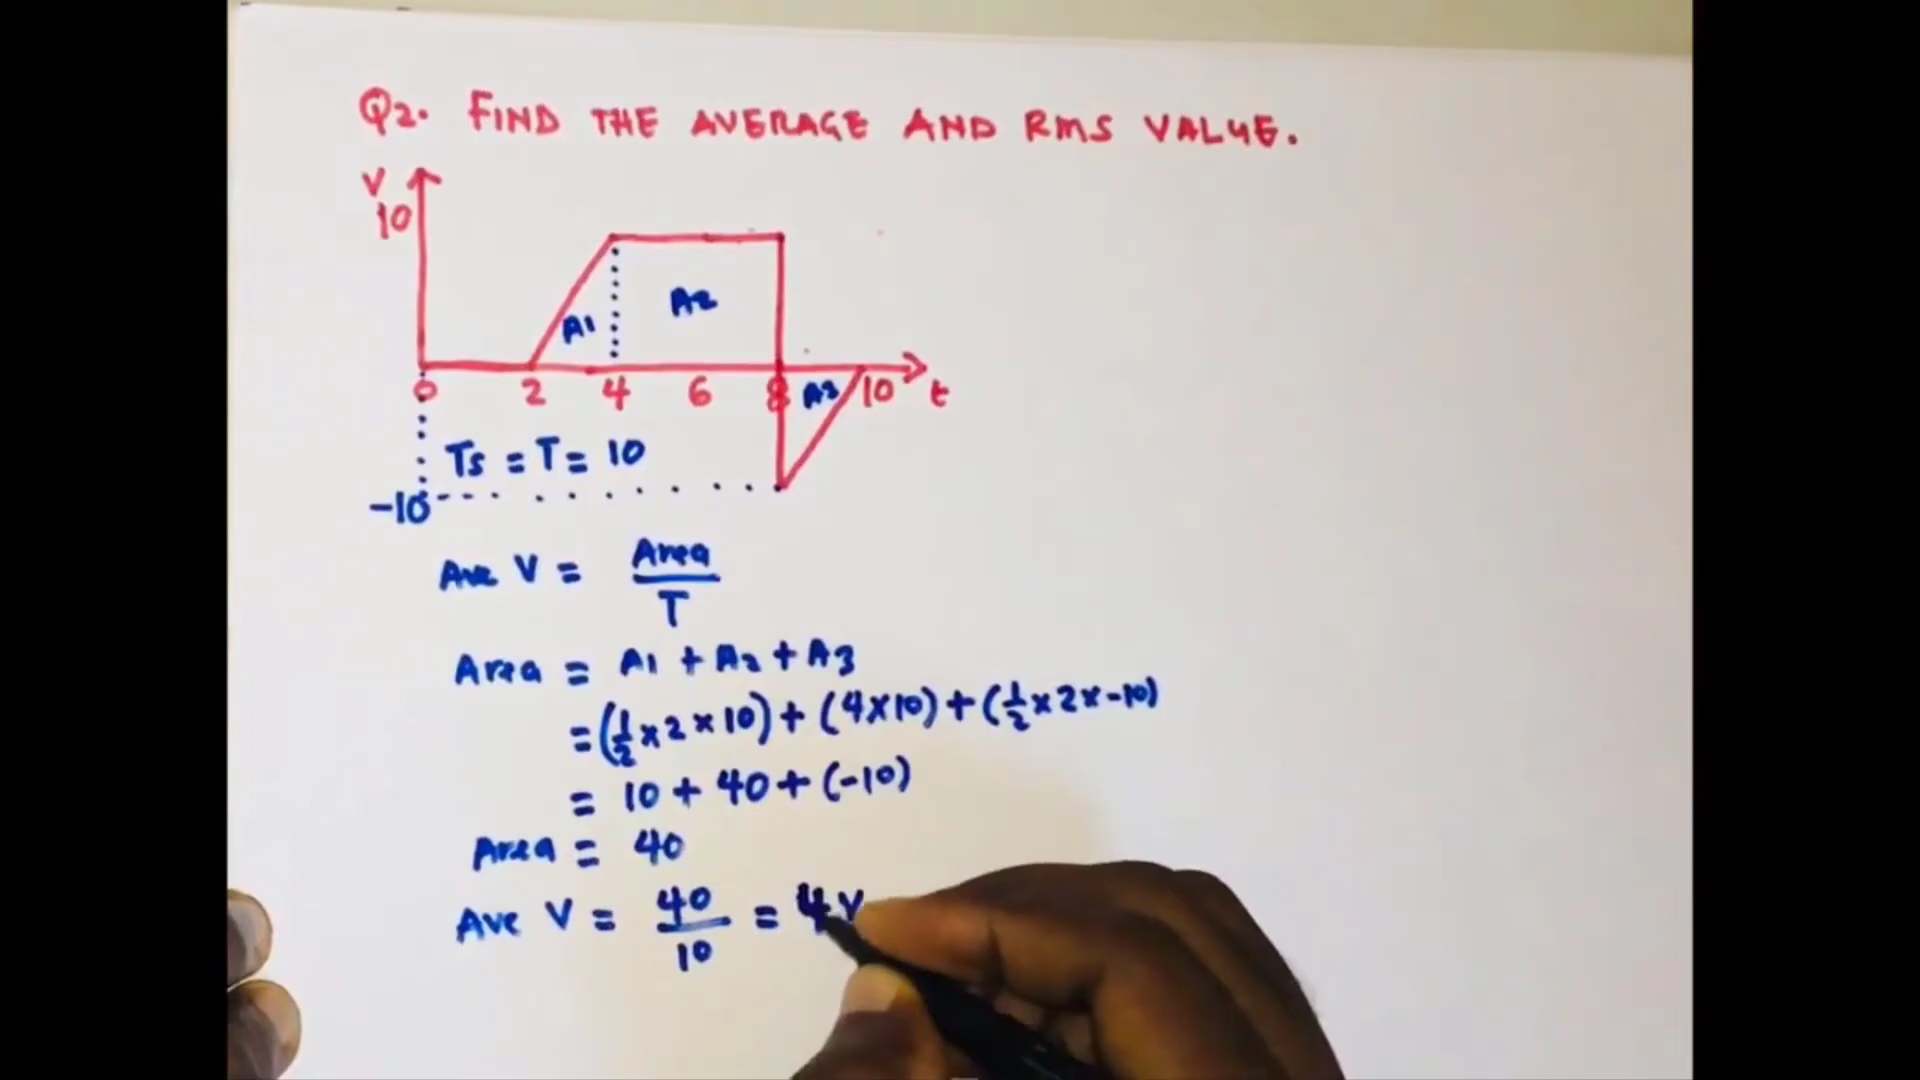 Q2. FIND THE AVERAGE AND RMS VALUE.
V
10
A1
A2
0 2 4 6 8 A3 10 t
Ts = T = 10
-10
Ave V = Area
T
Area = A1 + A2 + A3
= (1/2 x 2 x 10) + (4 x 10) + (1/2 x 2 x -10)
= 10 + 40 + (-10)
Area = 40
Ave V = 40 = 4V
10